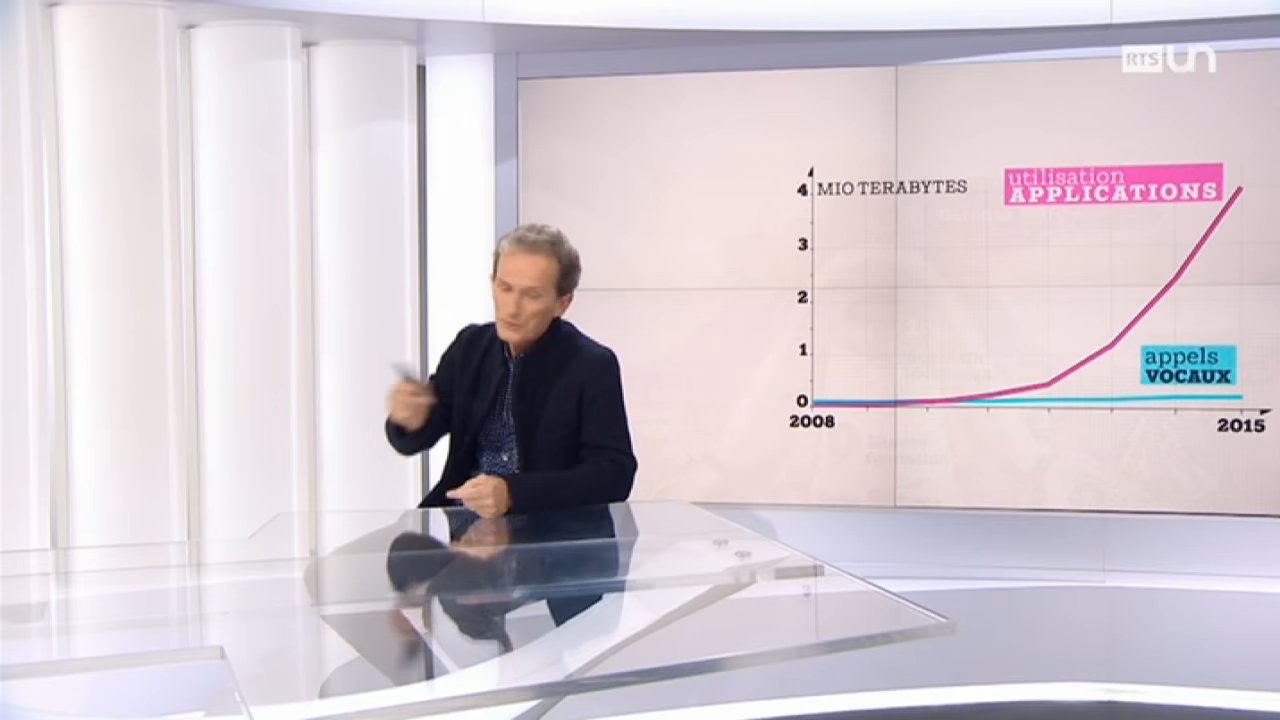 RTS un
4 MIO TERABYTES
utilisation
APPLICATIONS
3
2
1
appels
VOCAUX
0
2008
2015